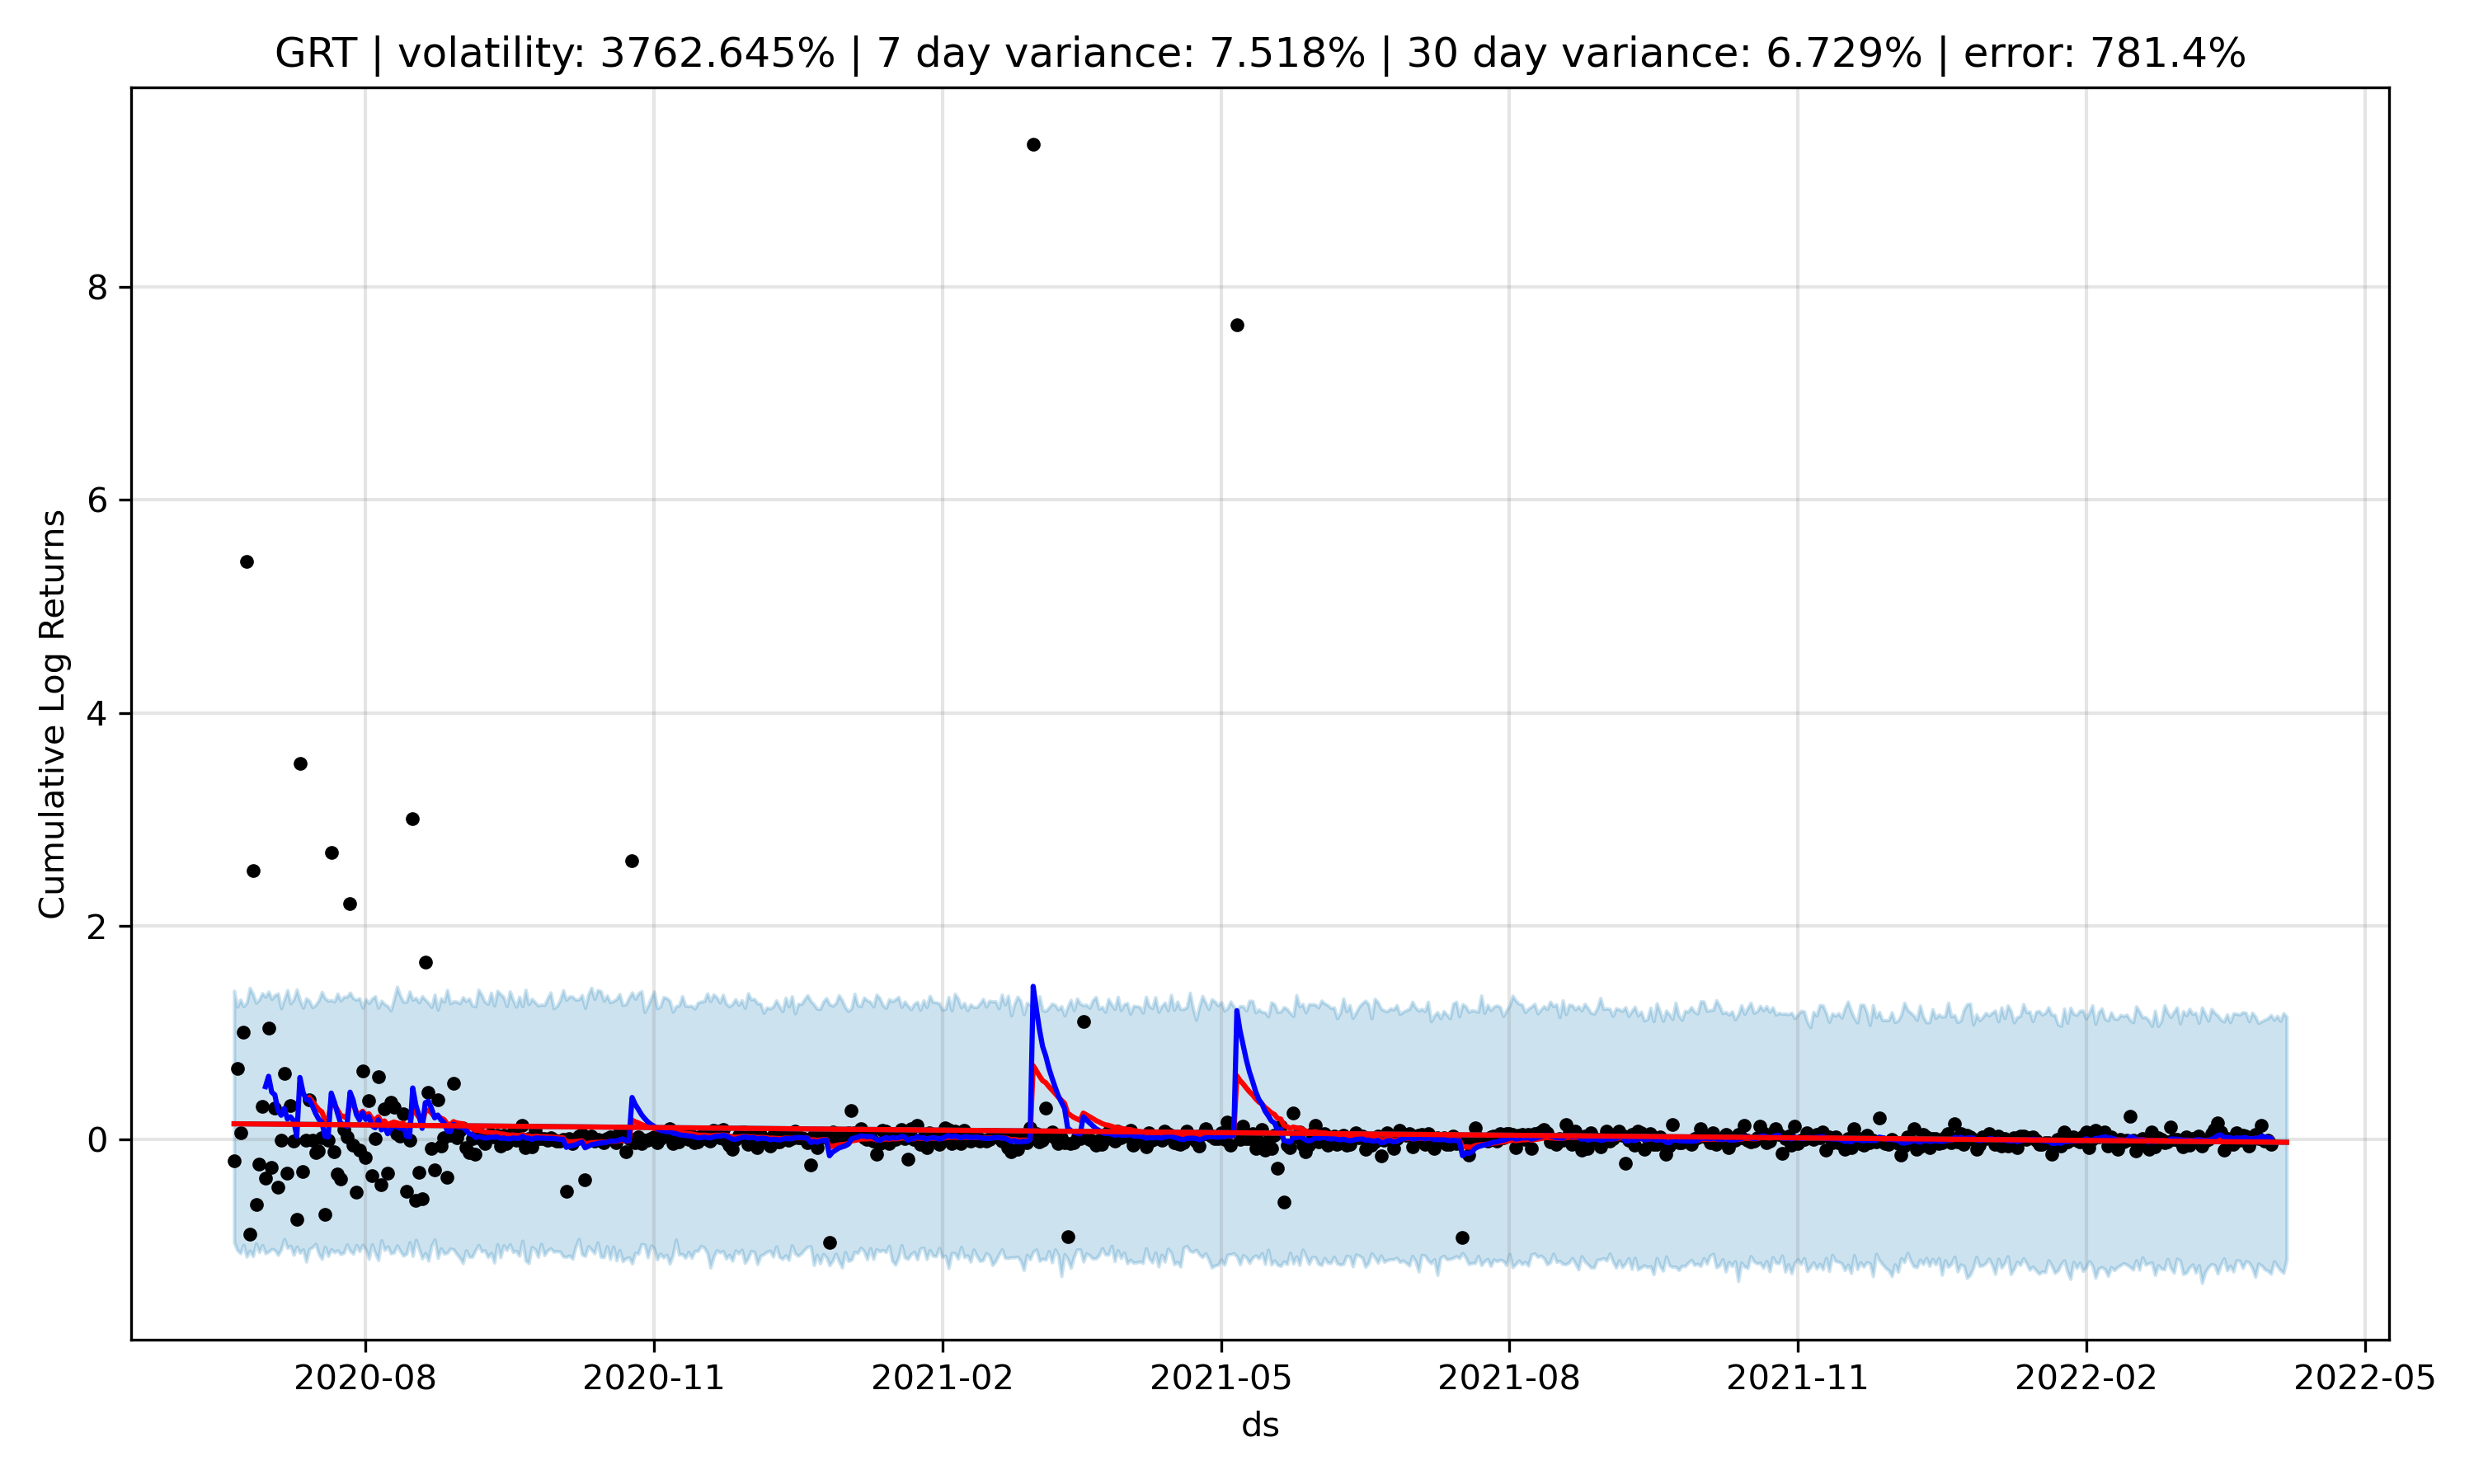 GRT | volatility: 3762.645% | 7 day variance: 7.518% | 30 day variance: 6.729% | error: 781.4%
Cumulative Log Returns
8
6
4
2
0
2020-08 2020-11 2021-02 2021-05 2021-08 2021-11 2022-02 2022-05
ds